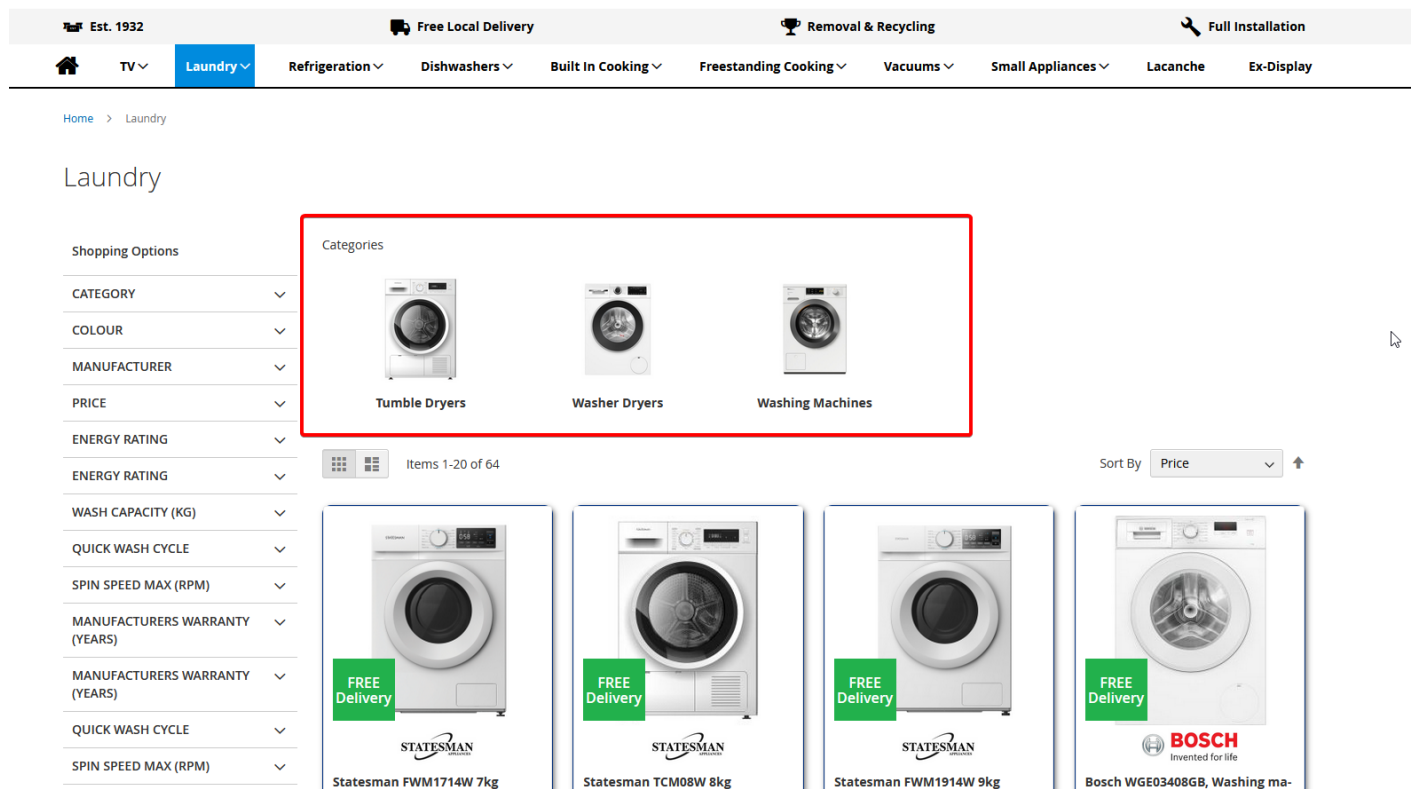 Est. 1932
Free Local Delivery
Removal & Recycling
Full Installation
TV
Laundry
Refrigeration
Dishwashers
Built In Cooking
Freestanding Cooking
Vacuums
Small Appliances
Lacanche
Ex-Display
Home > Laundry
Laundry
Shopping Options
CATEGORY
COLOUR
MANUFACTURER
PRICE
ENERGY RATING
ENERGY RATING
WASH CAPACITY (KG)
QUICK WASH CYCLE
SPIN SPEED MAX (RPM)
MANUFACTURERS WARRANTY
(YEARS)
MANUFACTURERS WARRANTY
(YEARS)
QUICK WASH CYCLE
SPIN SPEED MAX (RPM)
Categories
Tumble Dryers
Washer Dryers
Washing Machines
Items 1-20 of 64
Sort By Price
FREE
Delivery
STATESMAN
APPLIANCES
Statesman FWM1714W 7kg
FREE
Delivery
STATESMAN
APPLIANCES
Statesman TCM08W 8kg
FREE
Delivery
STATESMAN
APPLIANCES
Statesman FWM1914W 9kg
FREE
Delivery
BOSCH
Invented for life
Bosch WGE03408GB, Washing ma-